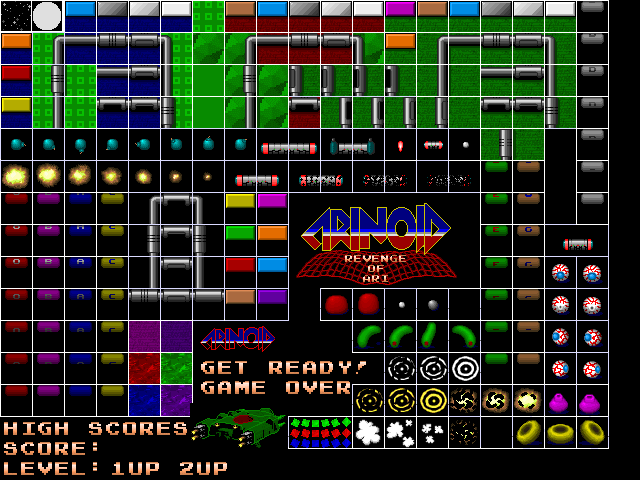 ARINOID
REVENGE
OF
ARI
ARINOID
GET READY!
GAME OVER
HIGH SCORES
SCORE:
LEVEL: 1UP 2UP